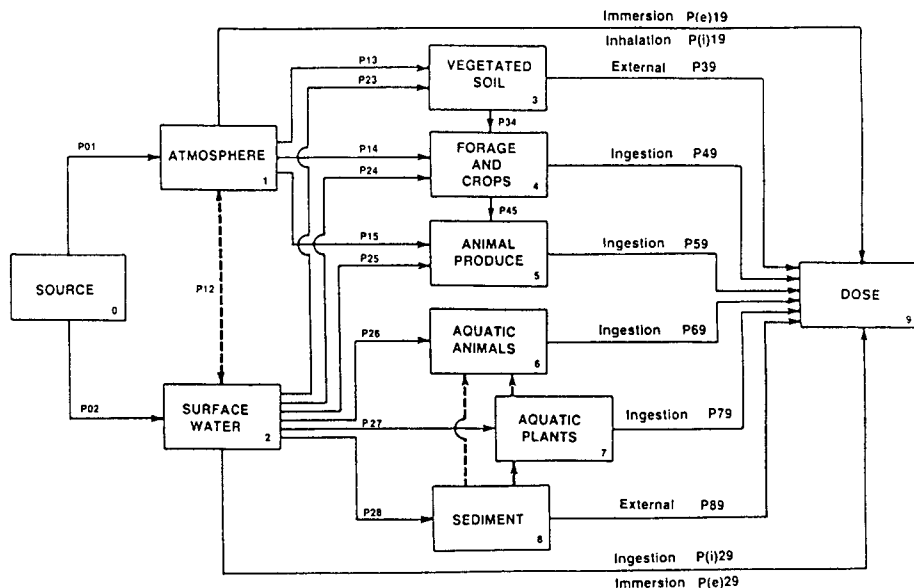 Immersion P(e)19
Inhalation P(i)19
P13
VEGETATED
SOIL
3
External P39
P23
P34
P01
ATMOSPHERE
1
P14
P24
FORAGE
AND
CROPS
4
Ingestion P49
P45
P15
P25
ANIMAL
PRODUCE
5
Ingestion P59
SOURCE
0
P12
DOSE
9
P26
AQUATIC
ANIMALS
6
Ingestion P69
P02
SURFACE
WATER
2
P27
AQUATIC
PLANTS
7
Ingestion P79
P28
SEDIMENT
8
External P89
Ingestion P(i)29
Immersion P(e)29